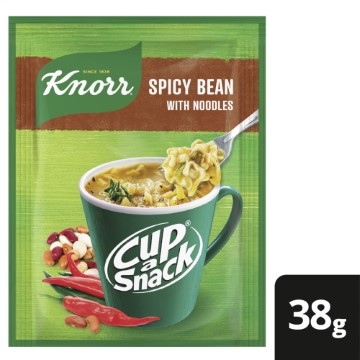 SINCE 1838
Knorr
SPICY BEAN
WITH NOODLES
CUP
a
Snack®
38g